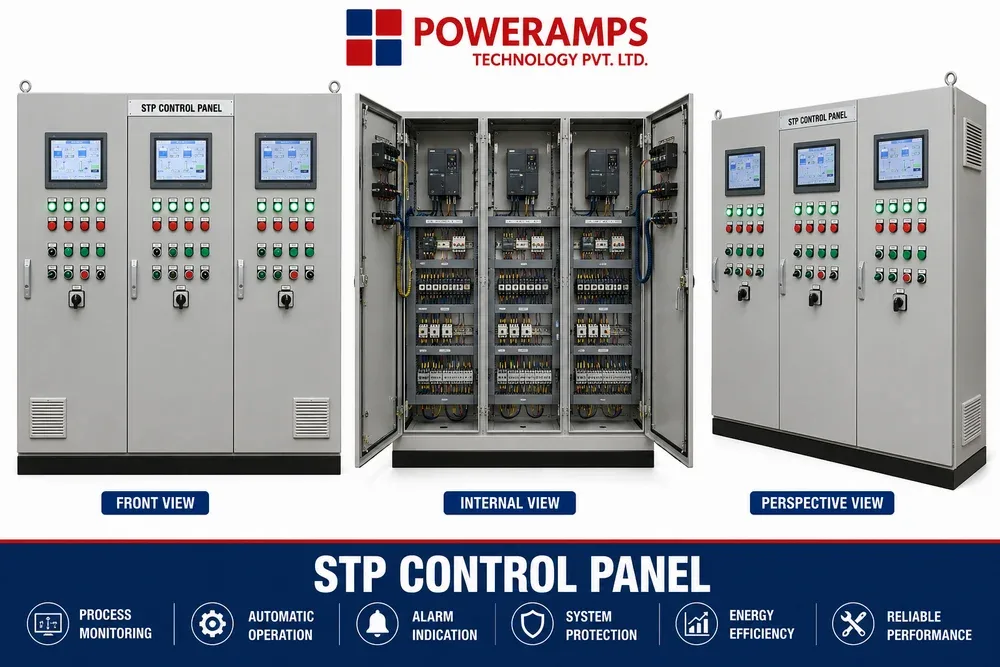 POWERAMPS
TECHNOLOGY PVT. LTD.
STP CONTROL PANEL
STP CONTROL PANEL
FRONT VIEW
INTERNAL VIEW
PERSPECTIVE VIEW
STP CONTROL PANEL
PROCESS
MONITORING
AUTOMATIC
OPERATION
ALARM
INDICATION
SYSTEM
PROTECTION
ENERGY
EFFICIENCY
RELIABLE
PERFORMANCE